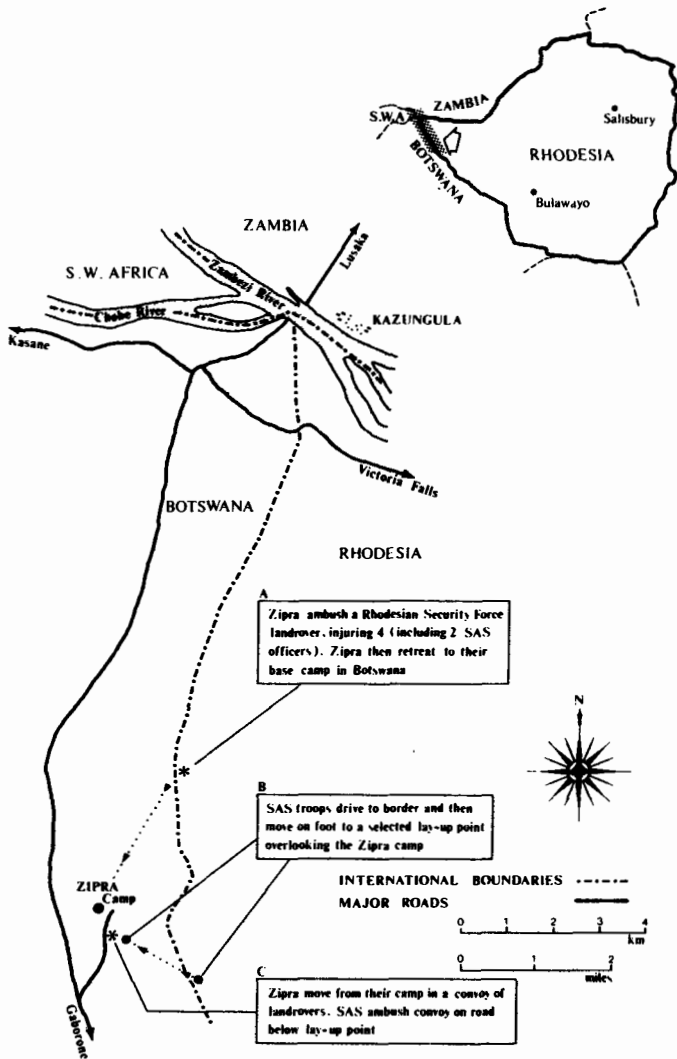 ZAMBIA
S.W.A
BOTSWANA
Salisbury
RHODESIA
Bulawayo
ZAMBIA
Lusaka
S.W. AFRICA
Zambezi River
Chobe River
KAZUNGULA
Kasane
Victoria Falls
BOTSWANA
RHODESIA
A
Zipra ambush a Rhodesian Security Force
landrover, injuring 4 (including 2 SAS
officers). Zipra then retreat to their
base camp in Botswana
N
B
SAS troops drive to border and then
move on foot to a selected lay-up point
overlooking the Zipra camp
ZIPRA
Camp
INTERNATIONAL BOUNDARIES
MAJOR ROADS
0 1 2 3 4
km
0 1 2
miles
C
Zipra move from their camp in a convoy of
landrovers. SAS ambush convoy on road
below lay-up point
Gaborone